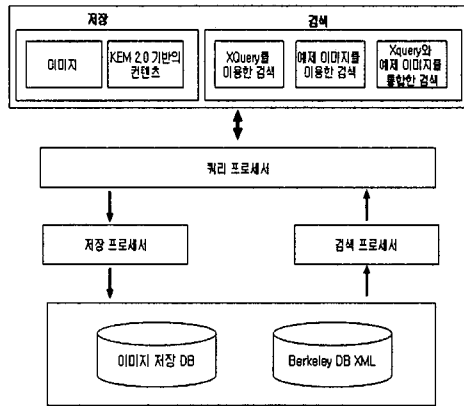 저장
검색
이미지
KEM 2.0 기반의
컨텐츠
XQuery를
이용한 검색
예제 이미지를
이용한 검색
Xquery와
예제 이미지를
통합한 검색
쿼리 프로세서
저장 프로세서
검색 프로세서
이미지 저장 DB
Berkeley DB XML